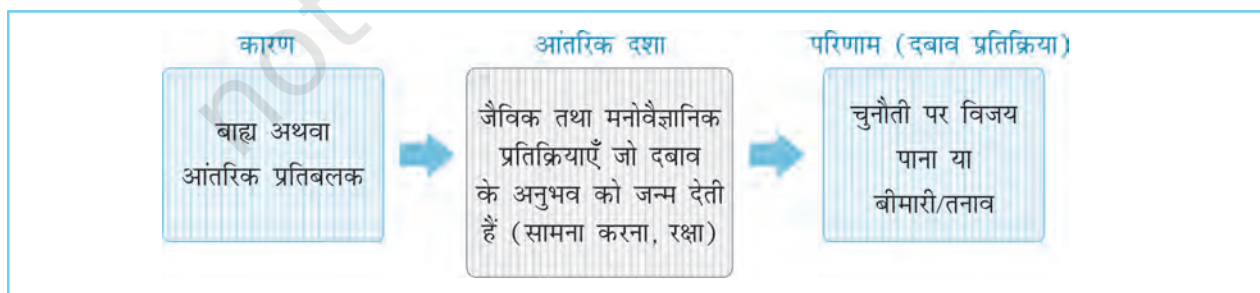 कारण
बाह्य अथवा
आंतरिक प्रतिबलक
आंतरिक दशा
जैविक तथा मनोवैज्ञानिक
प्रतिक्रियाएँ जो दबाव
के अनुभव को जन्म देती
हैं (सामना करना, रक्षा)
परिणाम (दबाव प्रतिक्रिया)
चुनौती पर विजय
पाना या
बीमारी/तनाव
not